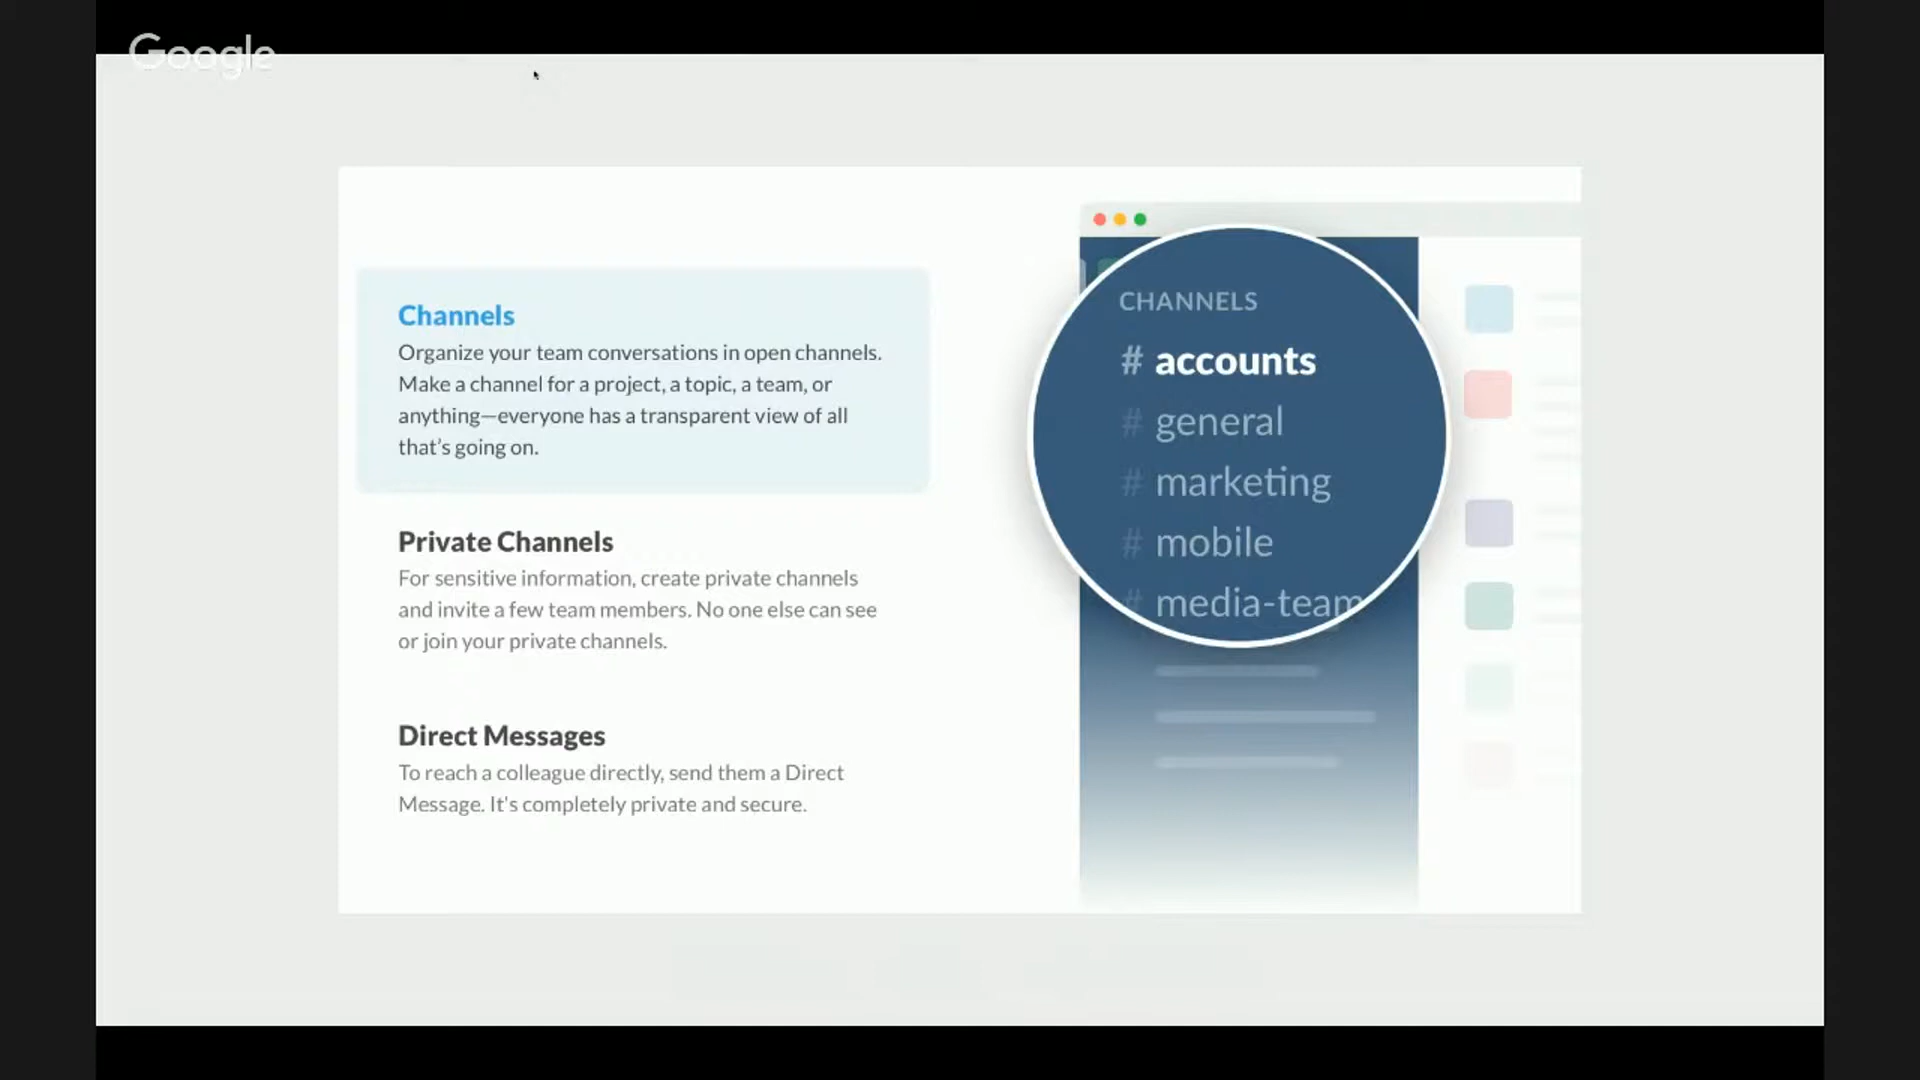 Google
Channels
Organize your team conversations in open channels.
Make a channel for a project, a topic, a team, or
anything—everyone has a transparent view of all
that's going on.
Private Channels
For sensitive information, create private channels
and invite a few team members. No one else can see
or join your private channels.
Direct Messages
To reach a colleague directly, send them a Direct
Message. It's completely private and secure.
CHANNELS
# accounts
# general
# marketing
# mobile
# media-team